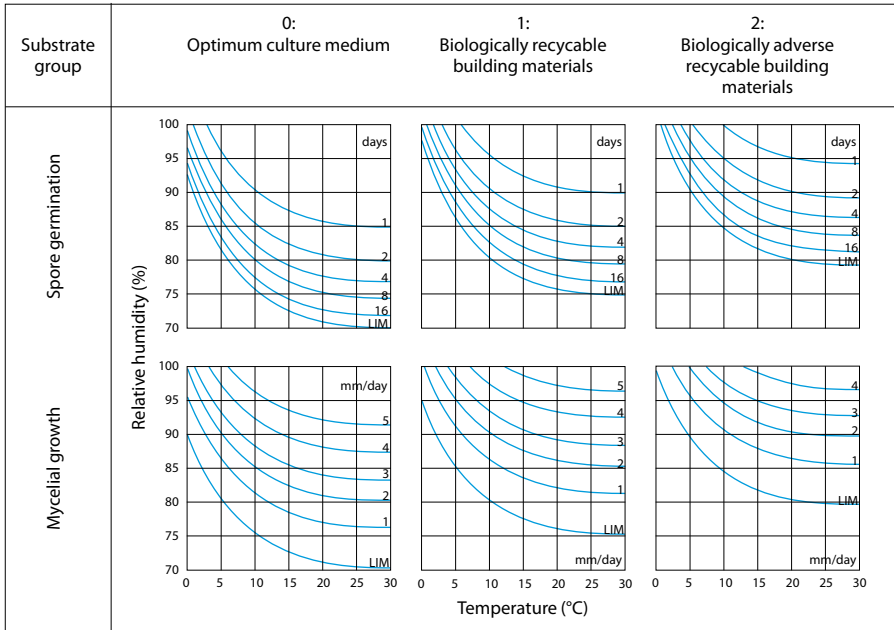 Substrate
group
0:
Optimum culture medium
1:
Biologically recycable
building materials
2:
Biologically adverse
recycable building
materials
Spore germination
Mycelial growth
Relative humidity (%)
100
95
90
85
80
75
70
days
1
2
4
8
16
LIM
days
1
2
4
8
16
LIM
days
1
2
4
8
16
LIM
100
95
90
85
80
75
70
mm/day
5
4
3
2
1
LIM
0 5 10 15 20 25 30
5
4
3
2
1
LIM
mm/day
0 5 10 15 20 25 30
4
3
2
1
LIM
mm/day
0 5 10 15 20 25 30
Temperature (°C)